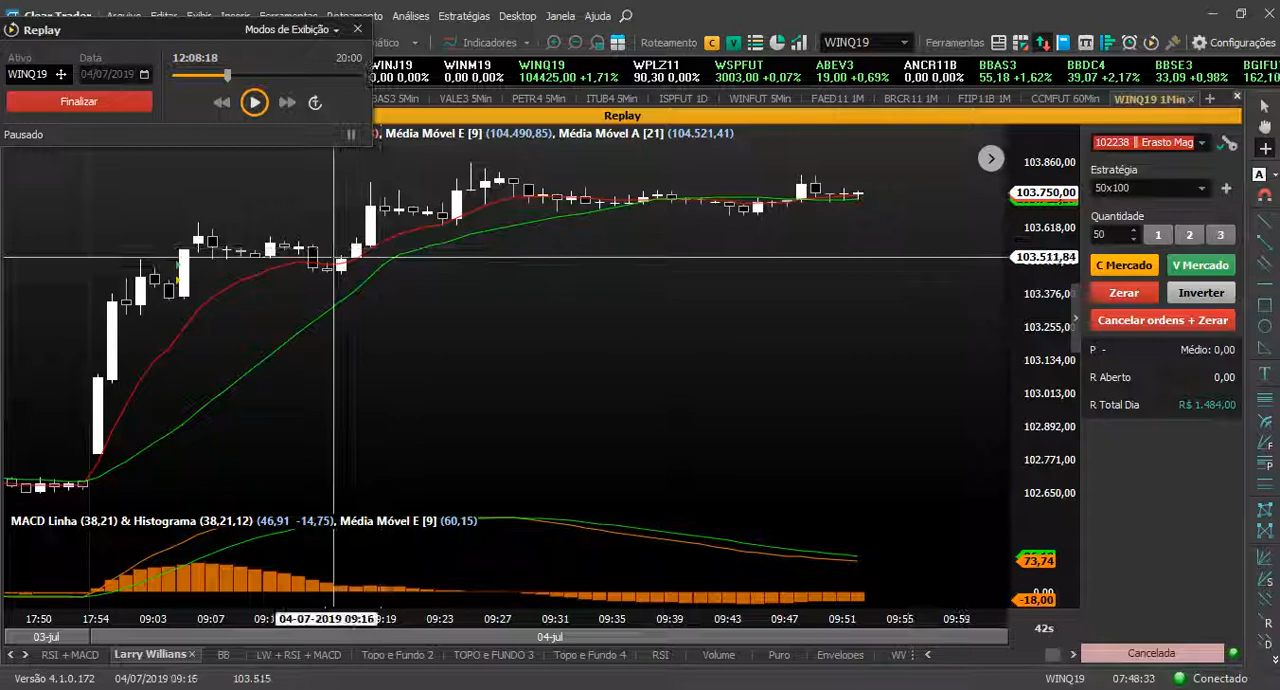 Clear Trader Arquivo Editar Exibir Inserir Ferramentas Roteamento Análises Estratégias Desktop Janela Ajuda
Replay Modos de Exibição
Ativo Data 12:08:18 20:00
WINQ19 04/07/2019
Finalizar
Pausado
Indicadores Roteamento C V WINQ19 Ferramentas Configurações
WINJ19 WINM19 WINQ19 WPLZ11 WSPFUT ABEV3 ANCR11B BBAS3 BBDC4 BBSE3 BGIFU
0,00 0,00% 0,00 0,00% 104425,00 +1,71% 90,30 0,00% 3003,00 +0,07% 19,00 +0,69% 0,00 0,00% 55,18 +1,62% 39,07 +2,17% 33,09 +0,98% 162,10
BAS3 5Min VALE3 5Min PETR4 5Min ITUB4 5Min ISPFUT 1D WINFUT 5Min FAED11 1M BRCR11 1M FIIP11B 1M CCMFUT 60Min WINQ19 1Min
Replay
, Média Móvel E [9] (104.490,85), Média Móvel A [21] (104.521,41)
103.860,00
103.750,00
103.618,00
103.511,84
103.376,00
103.255,00
103.134,00
103.013,00
102.892,00
102.771,00
102.650,00
102238 || Erasto Mag
Estratégia
50x100
Quantidade
50 1 2 3
C Mercado V Mercado
Zerar Inverter
Cancelar ordens + Zerar
P - Médio: 0,00
R Aberto 0,00
R Total Dia R$ 1.484,00
MACD Linha (38,21) & Histograma (38,21,12) (46,91 -14,75), Média Móvel E [9] (60,15)
73,74
0,00
-18,00
17:50 17:54 09:03 09:07 04-07-2019 09:16 09:23 09:27 09:31 09:35 09:39 09:43 09:47 09:51 09:55 09:59
42s
03-jul 04-jul
RSI + MACD Larry Willians BB LW + RSI + MACD Topo e Fundo 2 TOPO e FUNDO 3 Topo e Fundo 4 RSI Volume Puro Envelopes WV Cancelada
Versão 4.1.0.172 04/07/2019 09:16 103.515 WINQ19 07:48:33 Conectado